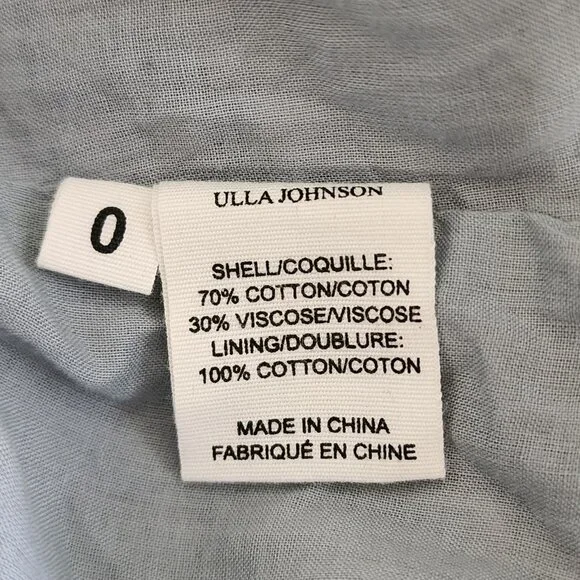 0
ULLA JOHNSON
SHELL/COQUILLE:
70% COTTON/COTON
30% VISCOSE/VISCOSE
LINING/DOUBLURE:
100% COTTON/COTON
MADE IN CHINA
FABRIQUÉ EN CHINE